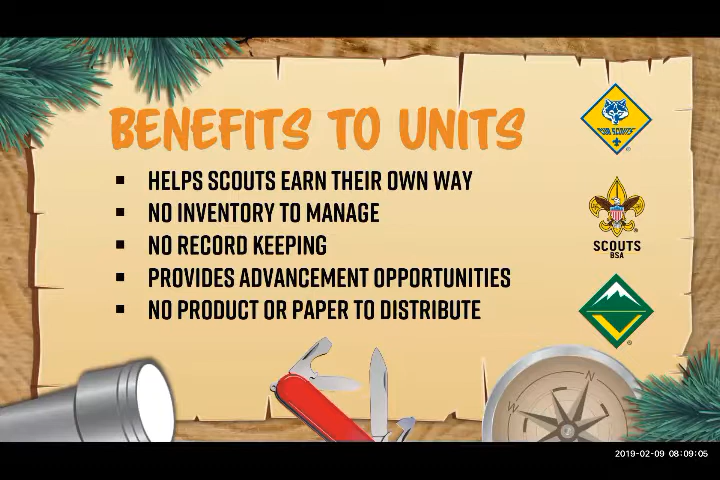 BENEFITS TO UNITS
▪ HELPS SCOUTS EARN THEIR OWN WAY
▪ NO INVENTORY TO MANAGE
▪ NO RECORD KEEPING
▪ PROVIDES ADVANCEMENT OPPORTUNITIES
▪ NO PRODUCT OR PAPER TO DISTRIBUTE
CUB SCOUTS
SCOUTS
BSA
N
W
2019-02-09 08:09:05